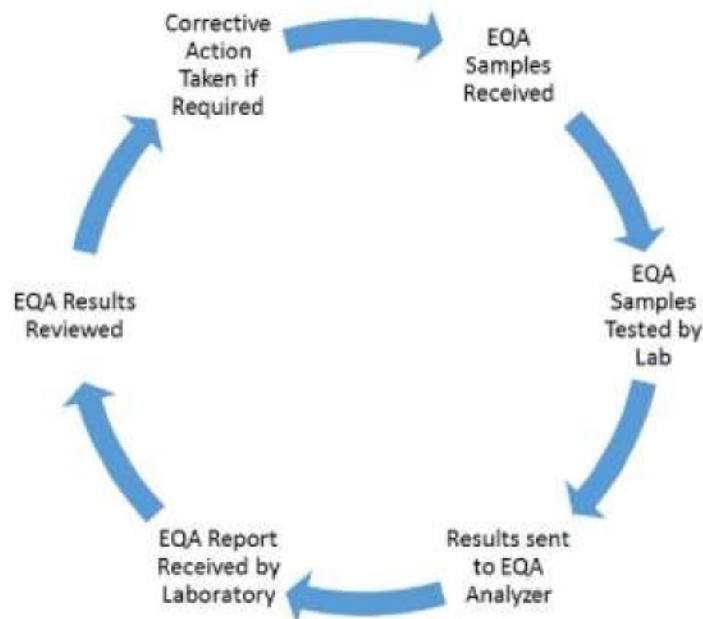 Corrective
Action
Taken if
Required
EQA
Samples
Received
EQA
Samples
Tested by
Lab
Results sent
to EQA
Analyzer
EQA Report
Received by
Laboratory
EQA Results
Reviewed